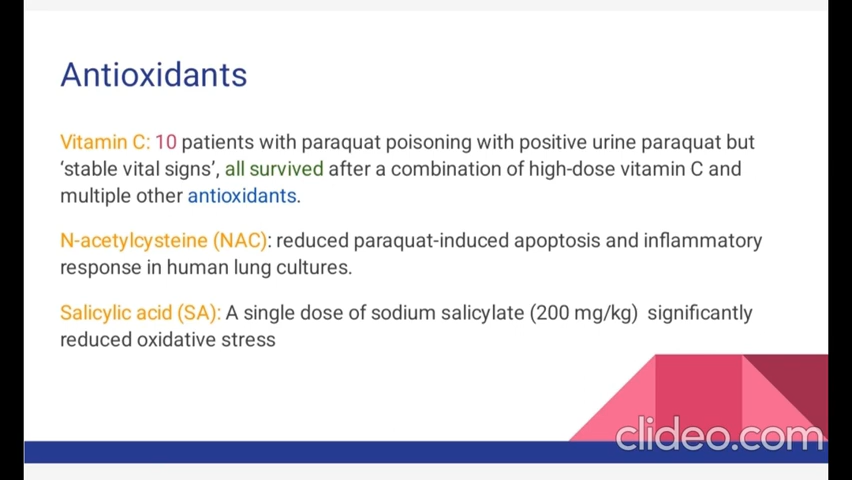 Antioxidants
Vitamin C: 10 patients with paraquat poisoning with positive urine paraquat but
‘stable vital signs’, all survived after a combination of high-dose vitamin C and
multiple other antioxidants.
N-acetylcysteine (NAC): reduced paraquat-induced apoptosis and inflammatory
response in human lung cultures.
Salicylic acid (SA): A single dose of sodium salicylate (200 mg/kg) significantly
reduced oxidative stress
clideo.com